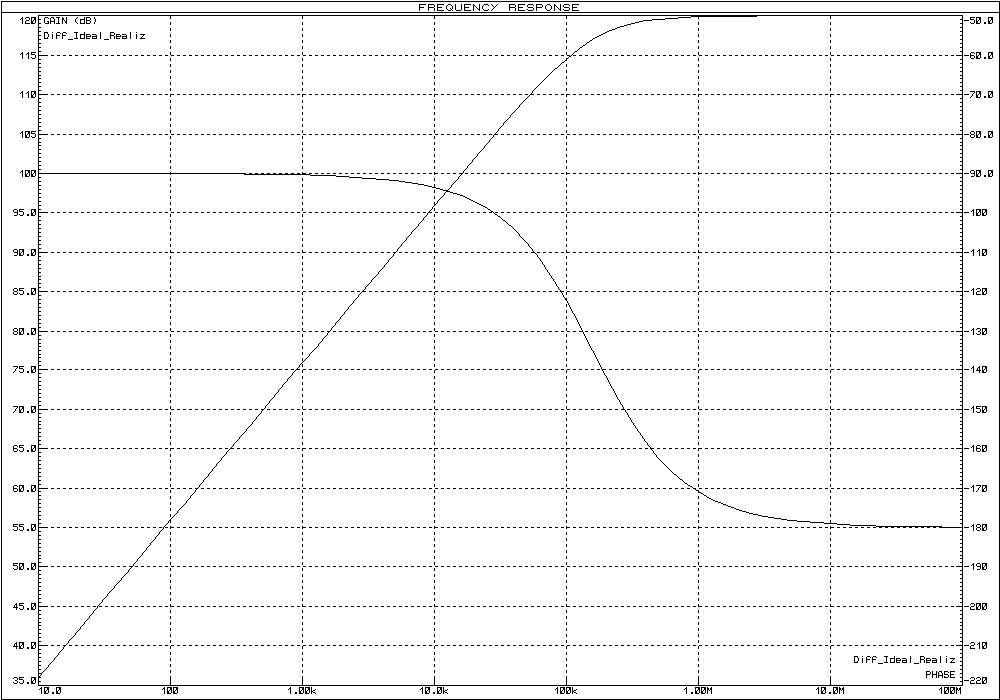 FREQUENCY RESPONSE
120 GAIN (dB) 50.0
Diff_Ideal_Realiz
115 60.0
110 70.0
105 80.0
100 90.0
95.0 100
90.0 110
85.0 120
80.0 130
75.0 140
70.0 150
65.0 160
60.0 170
55.0 180
50.0 190
45.0 200
40.0 210
Diff_Ideal_Realiz
PHASE
35.0 220
10.0 100 1.00k 10.0k 100k 1.00M 10.0M 100M